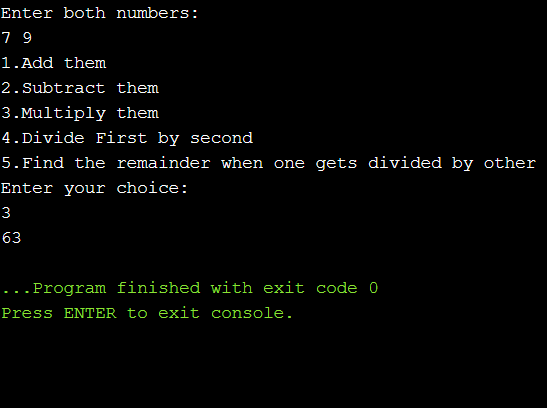 Enter both numbers:
7 9
1.Add them
2.Subtract them
3.Multiply them
4.Divide First by second
5.Find the remainder when one gets divided by other
Enter your choice:
3
63
...Program finished with exit code 0
Press ENTER to exit console.